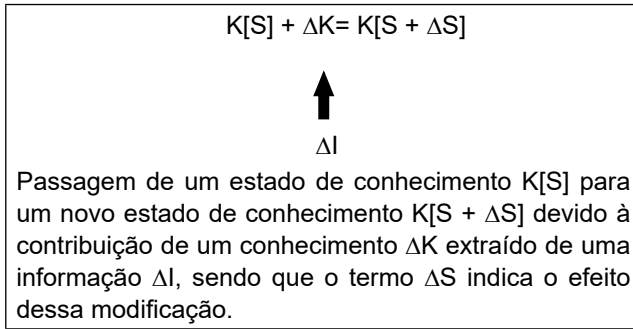 K[S] + ∆K= K[S + ∆S]
∆I
Passagem de um estado de conhecimento K[S] para
um novo estado de conhecimento K[S + ∆S] devido à
contribuição de um conhecimento ∆K extraído de uma
informação ∆I, sendo que o termo ∆S indica o efeito
dessa modificação.